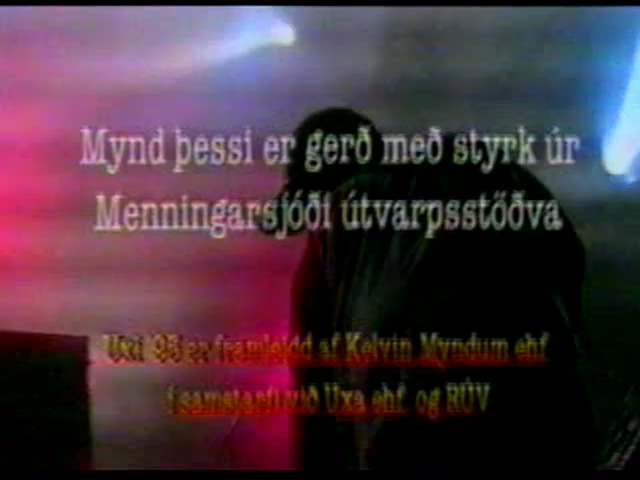 Mynd þessi er gerð með styrk úr
Menningarsjóði útvarpsstöðva
Uxi '95 er framleidd af Kelvin Myndum ehf
í samstarfi við Uxa ehf. og RÚV